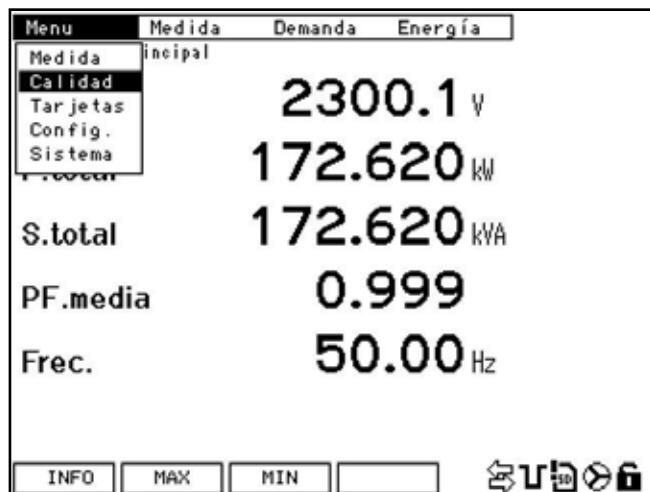 Menu Medida Demanda Energía
Medida
incipal
Calidad
2300.1 V
Tarjetas
Config.
Sistema
172.620 kW
S.total 172.620 kVA
PF.media 0.999
Frec. 50.00 Hz
INFO MAX MIN
SD